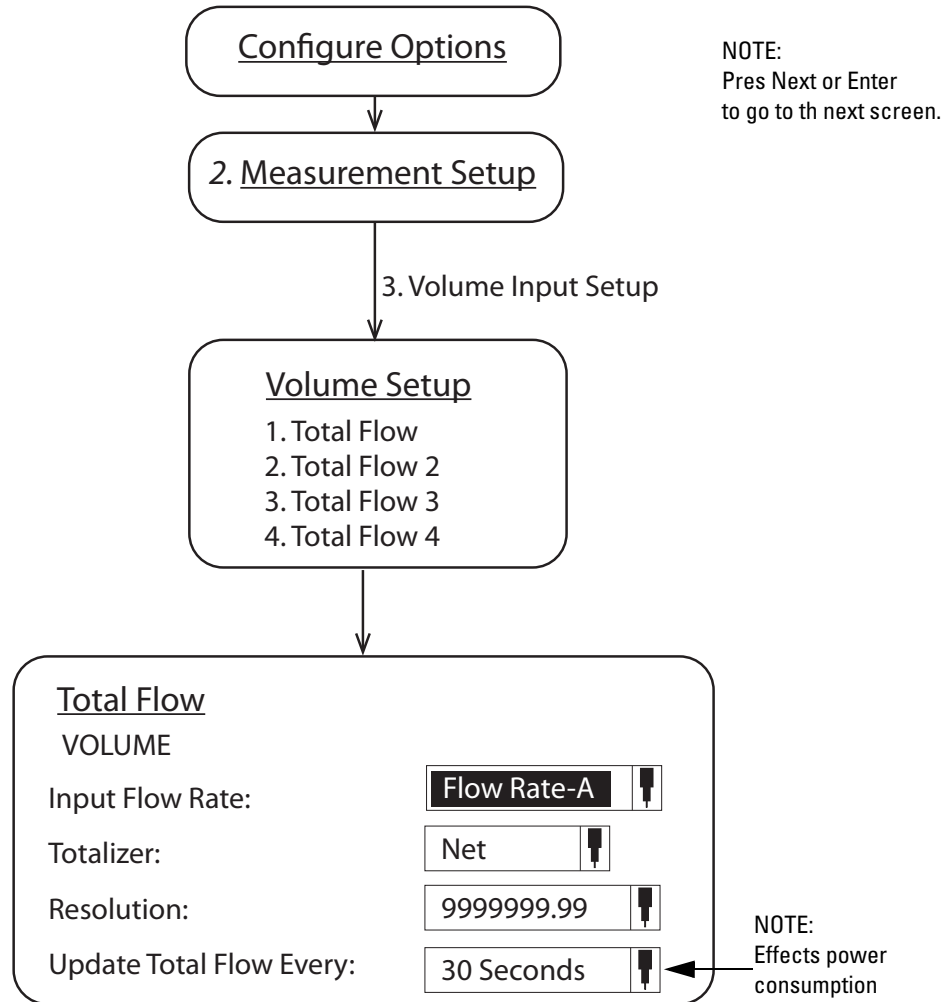 Configure Options
NOTE:
Pres Next or Enter
to go to th next screen.
2. Measurement Setup
3. Volume Input Setup
Volume Setup
1. Total Flow
2. Total Flow 2
3. Total Flow 3
4. Total Flow 4
Total Flow
VOLUME
Input Flow Rate: Flow Rate-A
Totalizer: Net
Resolution: 9999999.99
Update Total Flow Every: 30 Seconds
NOTE:
Effects power
consumption